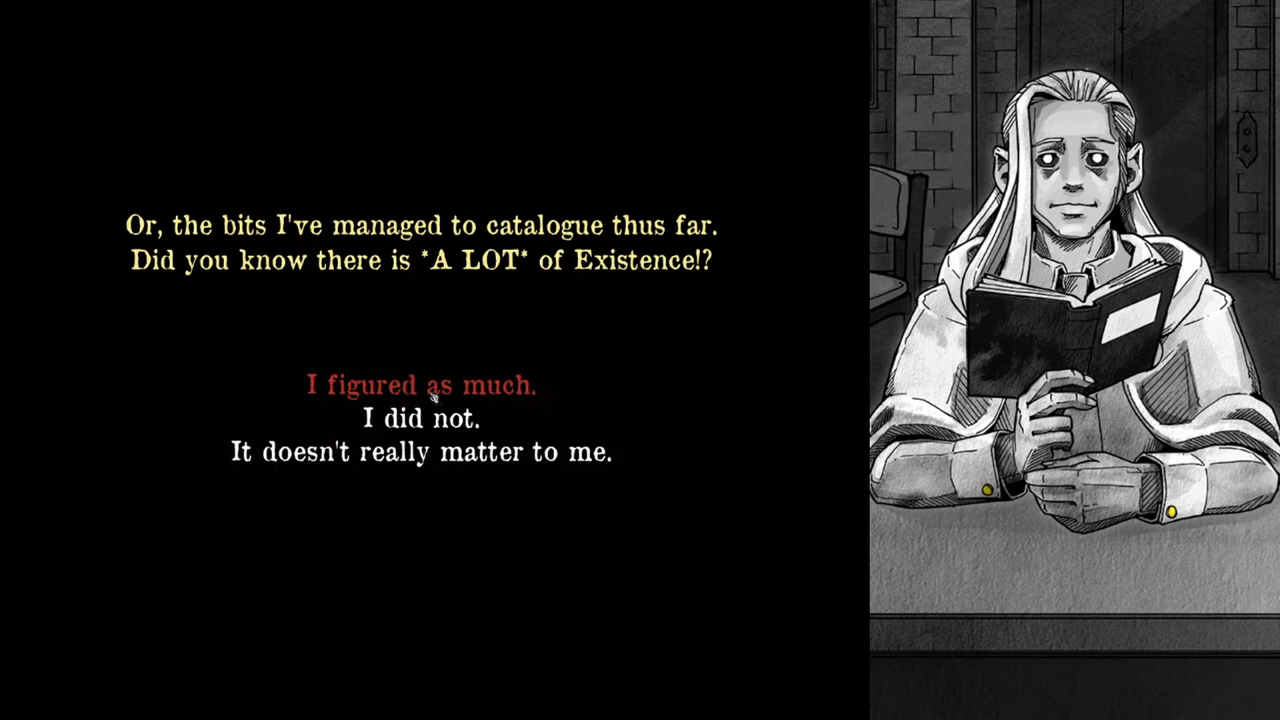 Or, the bits I've managed to catalogue thus far.
Did you know there is *A LOT* of Existence!?
I figured as much.
I did not.
It doesn't really matter to me.